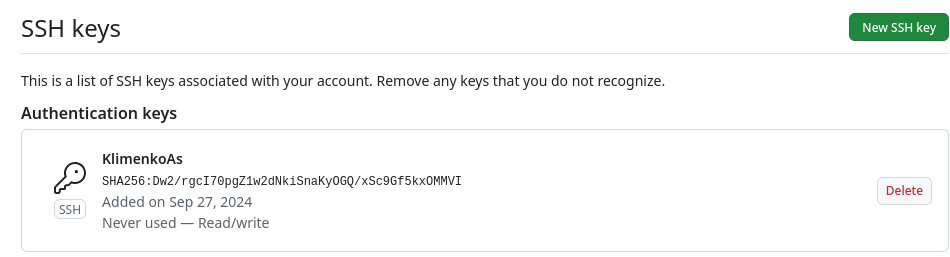 SSH keys
New SSH key
This is a list of SSH keys associated with your account. Remove any keys that you do not recognize.
Authentication keys
KlimenkoAs
SHA256:Dw2/rgcI70pgZ1w2dNkiSnaKyOGQ/xSc9Gf5kxOMMVI
Added on Sep 27, 2024
Never used — Read/write
SSH
Delete